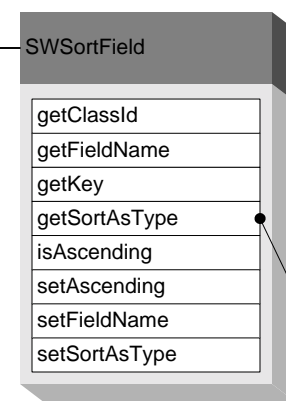 SWSortField
getClassId
getFieldName
getKey
getSortAsType
isAscending
setAscending
setFieldName
setSortAsType